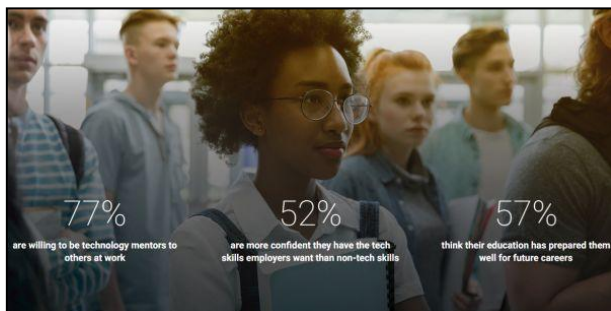 77%
are willing to be technology mentors to
others at work
52%
are more confident they have the tech
skills employers want than non-tech skills
57%
think their education has prepared them
well for future careers